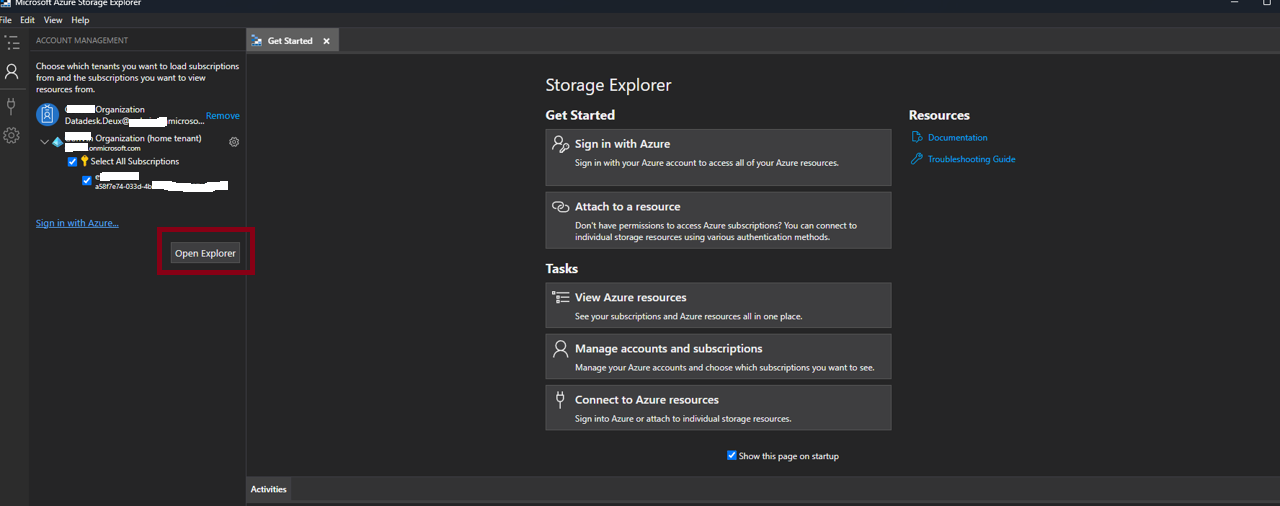 Microsoft Azure Storage Explorer
File Edit View Help
ACCOUNT MANAGEMENT
Choose which tenants you want to load subscriptions
from and the subscriptions you want to view
resources from.
Organization
Datadesk.Deux@ microso...
Remove
Organization (home tenant)
onmicrosoft.com
Select All Subscriptions
e
a58f7e74-033d-4b
Sign in with Azure...
Open Explorer
Get Started
Storage Explorer
Get Started
Sign in with Azure
Sign in with your Azure account to access all of your Azure resources.
Attach to a resource
Don't have permissions to access Azure subscriptions? You can connect to
individual storage resources using various authentication methods.
Tasks
View Azure resources
See your subscriptions and Azure resources all in one place.
Manage accounts and subscriptions
Manage your Azure accounts and choose which subscriptions you want to see.
Connect to Azure resources
Sign into Azure or attach to individual storage resources.
Show this page on startup
Resources
Documentation
Troubleshooting Guide
Activities